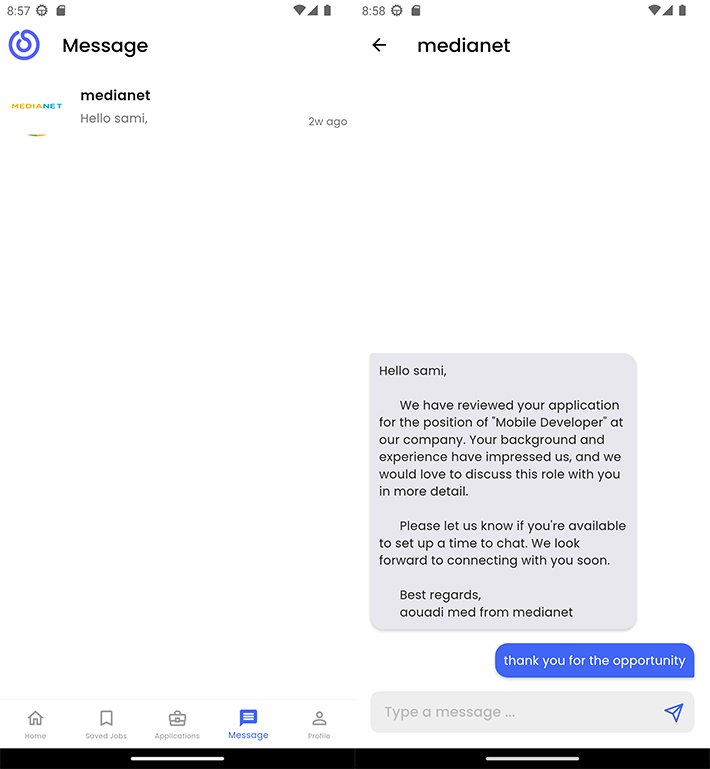 8:57
Message
MEDIANET
medianet
Hello sami,
2w ago
Home
Saved Jobs
Applications
Message
Profile
8:58
medianet
Hello sami,
We have reviewed your application
for the position of "Mobile Developer" at
our company. Your background and
experience have impressed us, and we
would love to discuss this role with you
in more detail.
Please let us know if you're available
to set up a time to chat. We look
forward to connecting with you soon.
Best regards,
aouadi med from medianet
thank you for the opportunity
Type a message ...